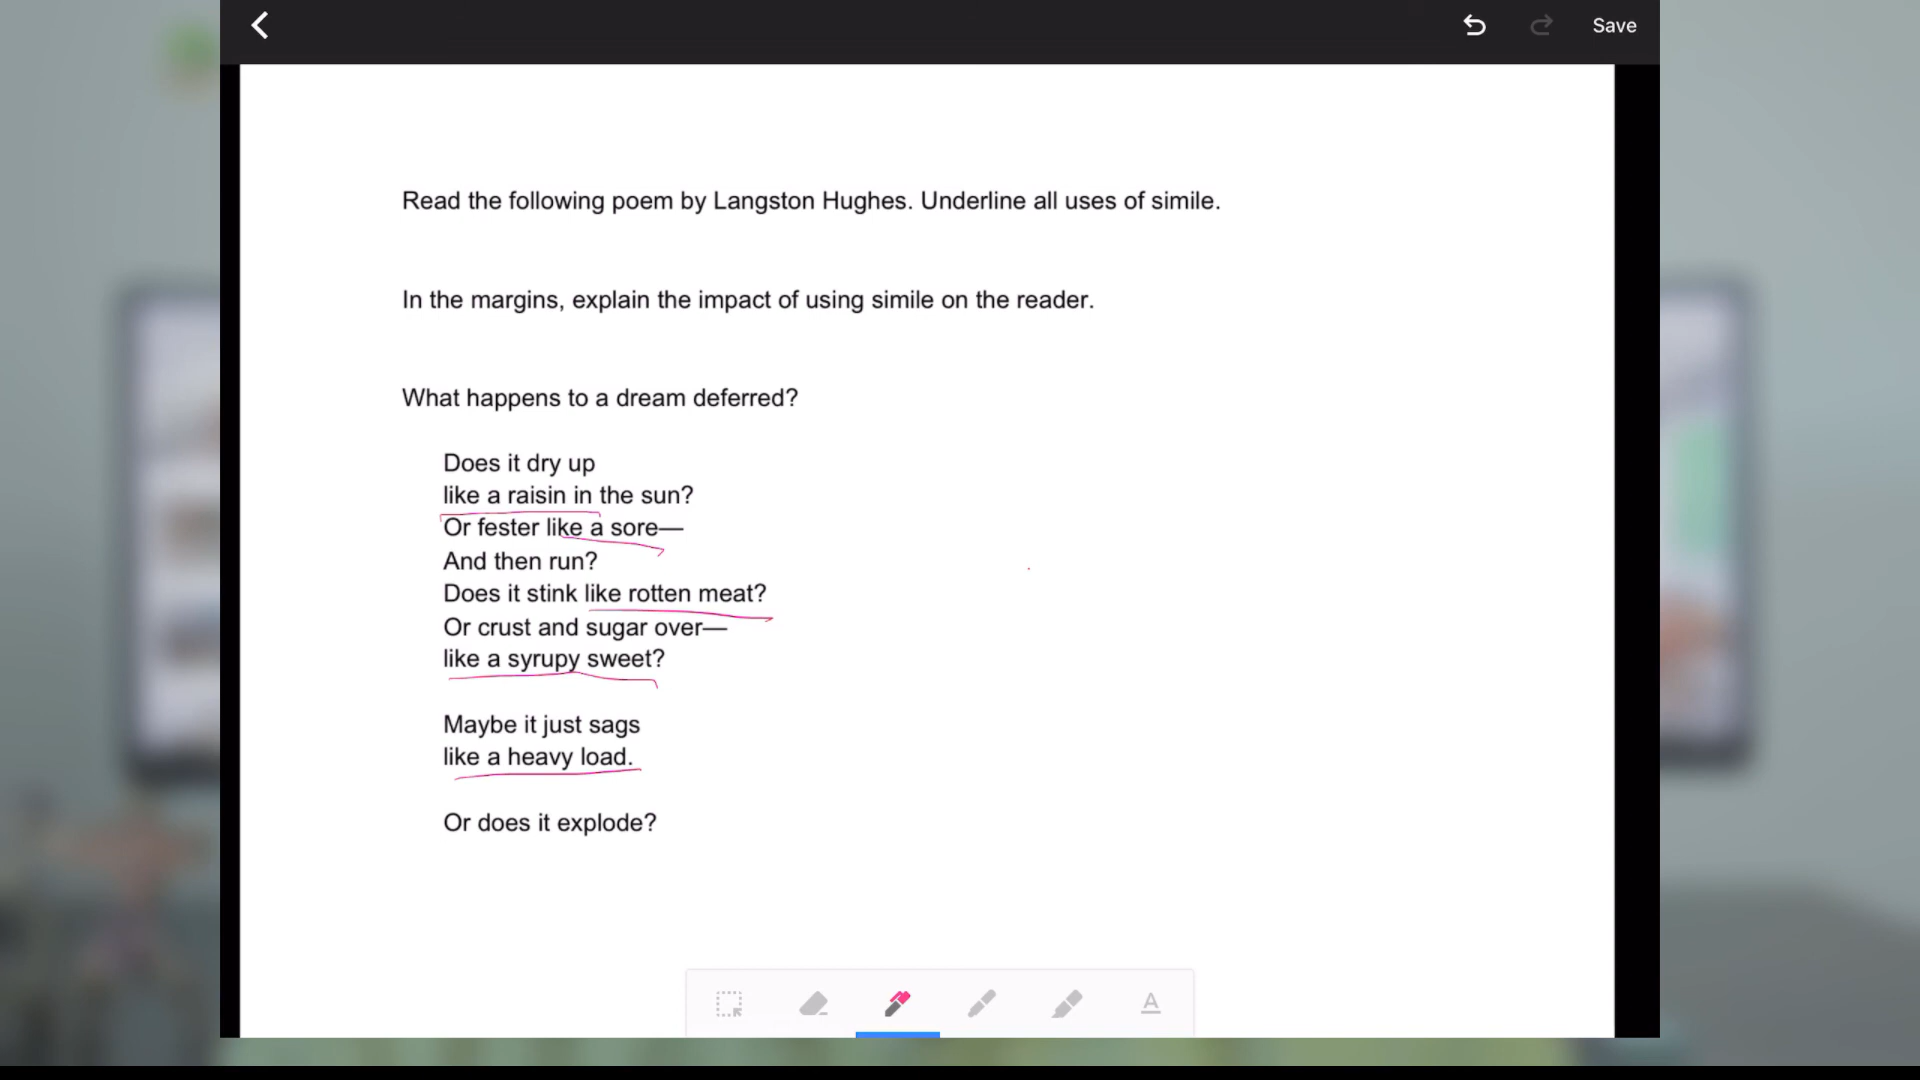 Save
Read the following poem by Langston Hughes. Underline all uses of simile.
In the margins, explain the impact of using simile on the reader.
What happens to a dream deferred?
Does it dry up
like a raisin in the sun?
Or fester like a sore—
And then run?
Does it stink like rotten meat?
Or crust and sugar over—
like a syrupy sweet?
Maybe it just sags
like a heavy load.
Or does it explode?
A